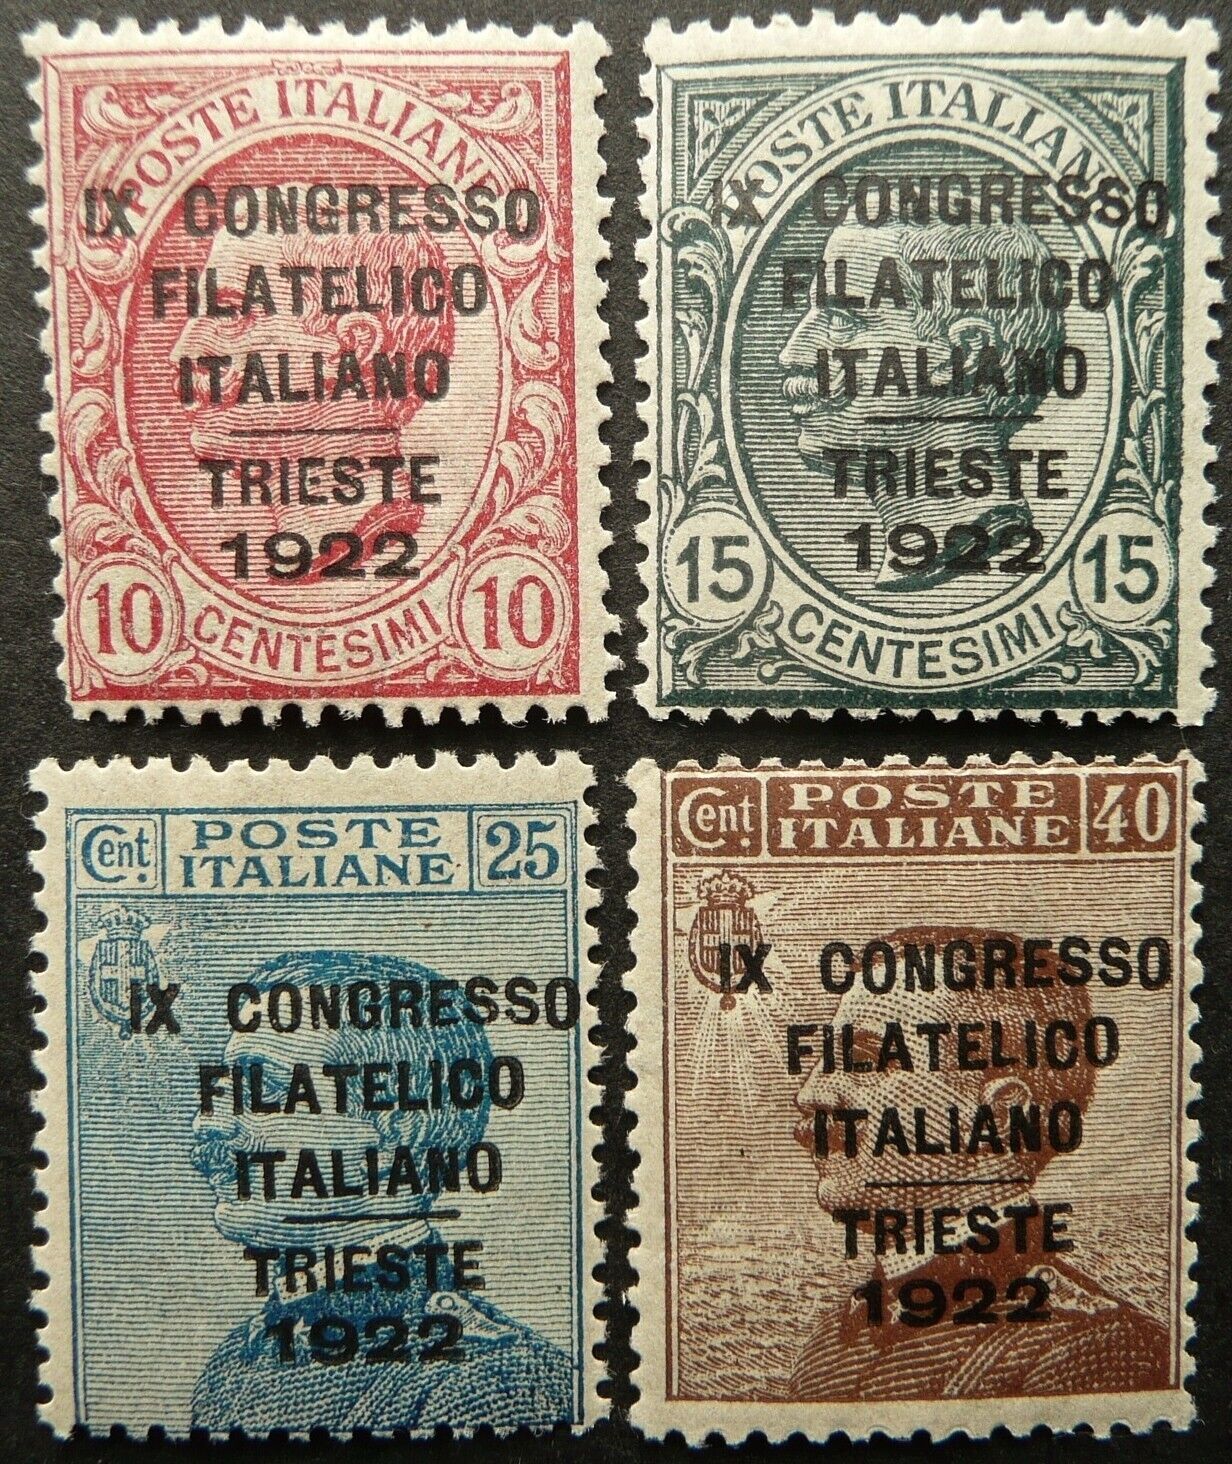 POSTE ITALIANE
IX CONGRESSO
FILATELICO
ITALIANO
TRIESTE
1922
10 CENTESIMI 10
POSTE ITALIANE
IX CONGRESSO
FILATELICO
ITALIANO
TRIESTE
1922
15 CENTESIMI 15
Cent. POSTE ITALIANE 25
IX CONGRESSO
FILATELICO
ITALIANO
TRIESTE
1922
Cent. POSTE ITALIANE 40
IX CONGRESSO
FILATELICO
ITALIANO
TRIESTE
1922